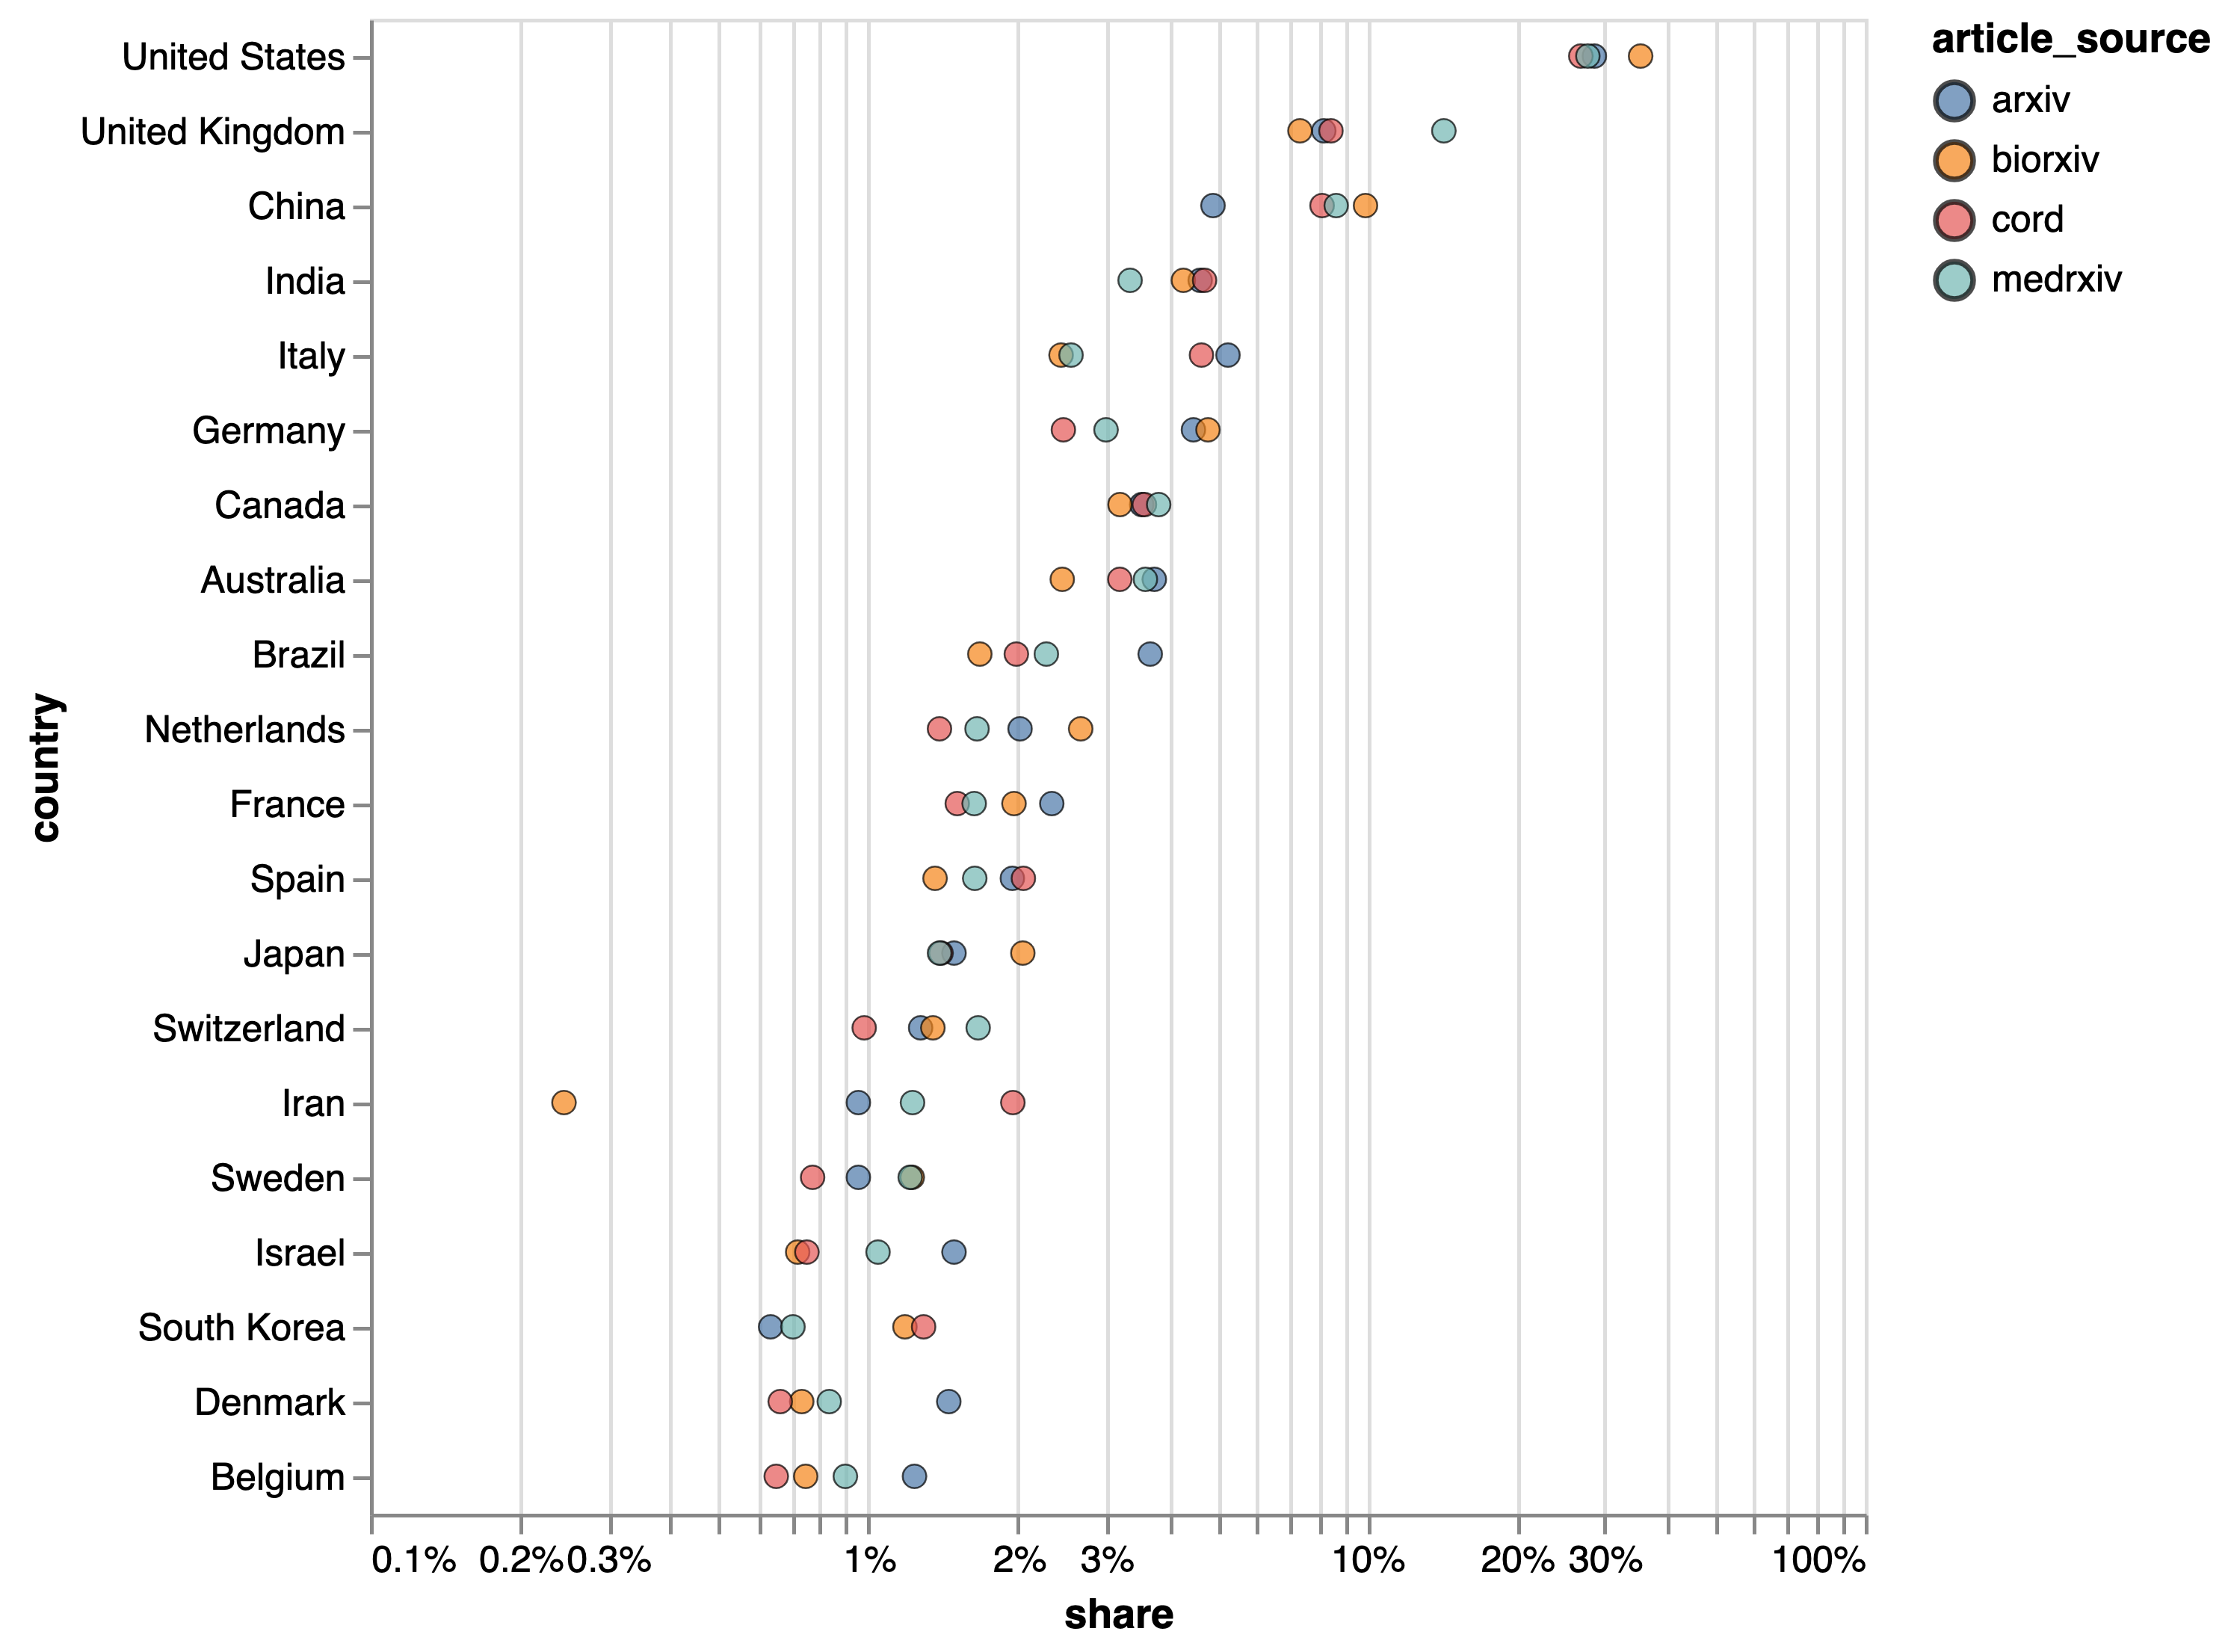 United States
United Kingdom
China
India
Italy
Germany
Canada
Australia
Brazil
Netherlands
France
Spain
Japan
Switzerland
Iran
Sweden
Israel
South Korea
Denmark
Belgium
country
0.1% 0.2% 0.3% 1% 2% 3% 10% 20% 30% 100%
share
article_source
arxiv
biorxiv
cord
medrxiv